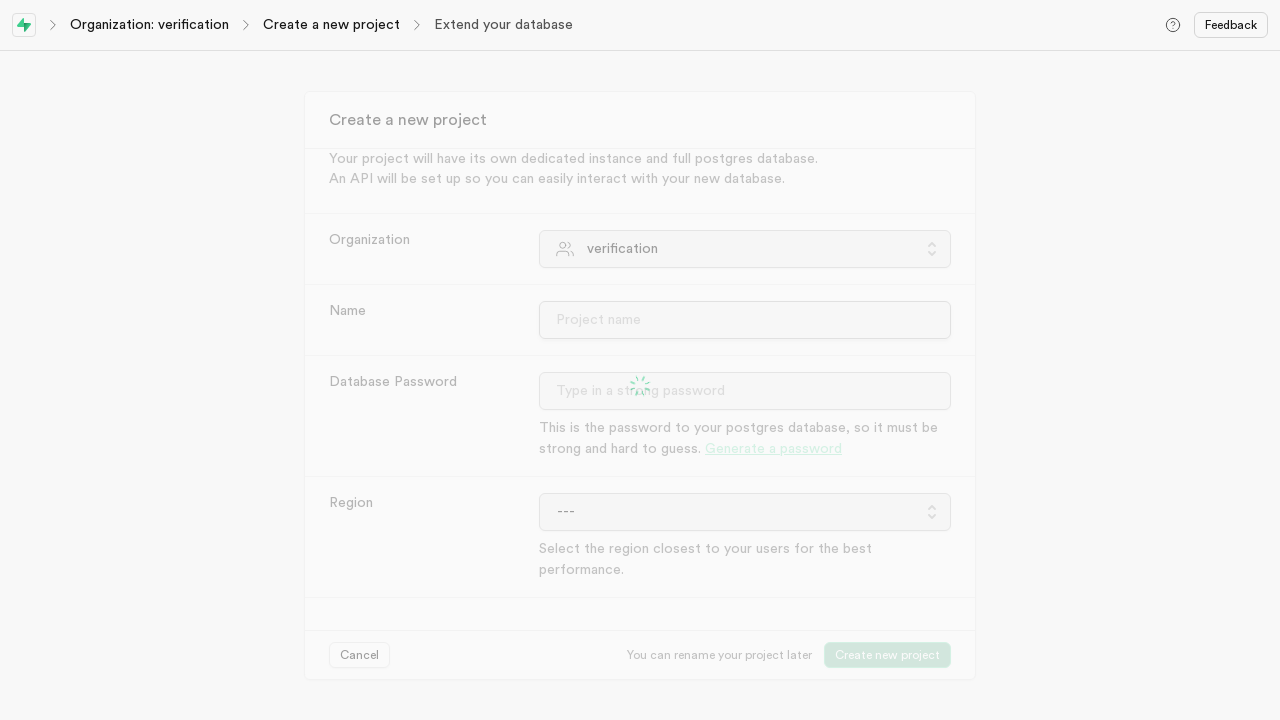 Organization: verification
Create a new project
Extend your database
Feedback
Create a new project
Your project will have its own dedicated instance and full postgres database.
An API will be set up so you can easily interact with your new database.
Organization
verification
Name
Project name
Database Password
Type in a strong password
This is the password to your postgres database, so it must be
strong and hard to guess. Generate a password
Region
---
Select the region closest to your users for the best
performance.
Cancel
You can rename your project later
Create new project